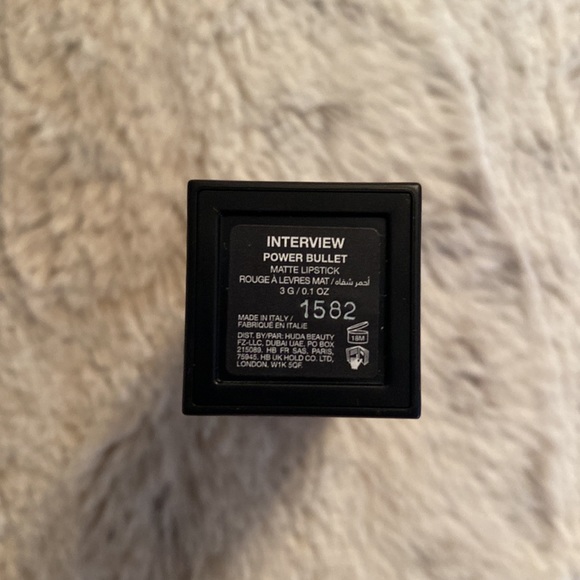 INTERVIEW
POWER BULLET
MATTE LIPSTICK
ROUGE À LEVRES MAT / أحمر شفاه
3 G / 0.1 OZ
1582
MADE IN ITALY /
FABRIQUE EN ITALIE
DIST. BY/PAR: HUDA BEAUTY
FZ-LLC, DUBAI UAE, PO BOX
215089. HB FR SAS, PARIS,
75945. HB UK HOLD CO. LTD,
LONDON, W1K 5QF.
18M